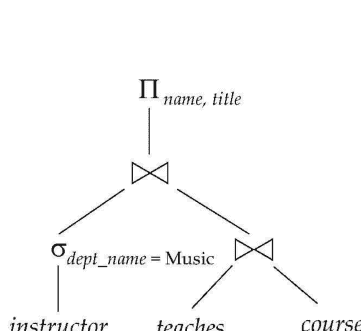 Π name, title
⋈
σ dept_name = Music ⋈
instructor teaches course